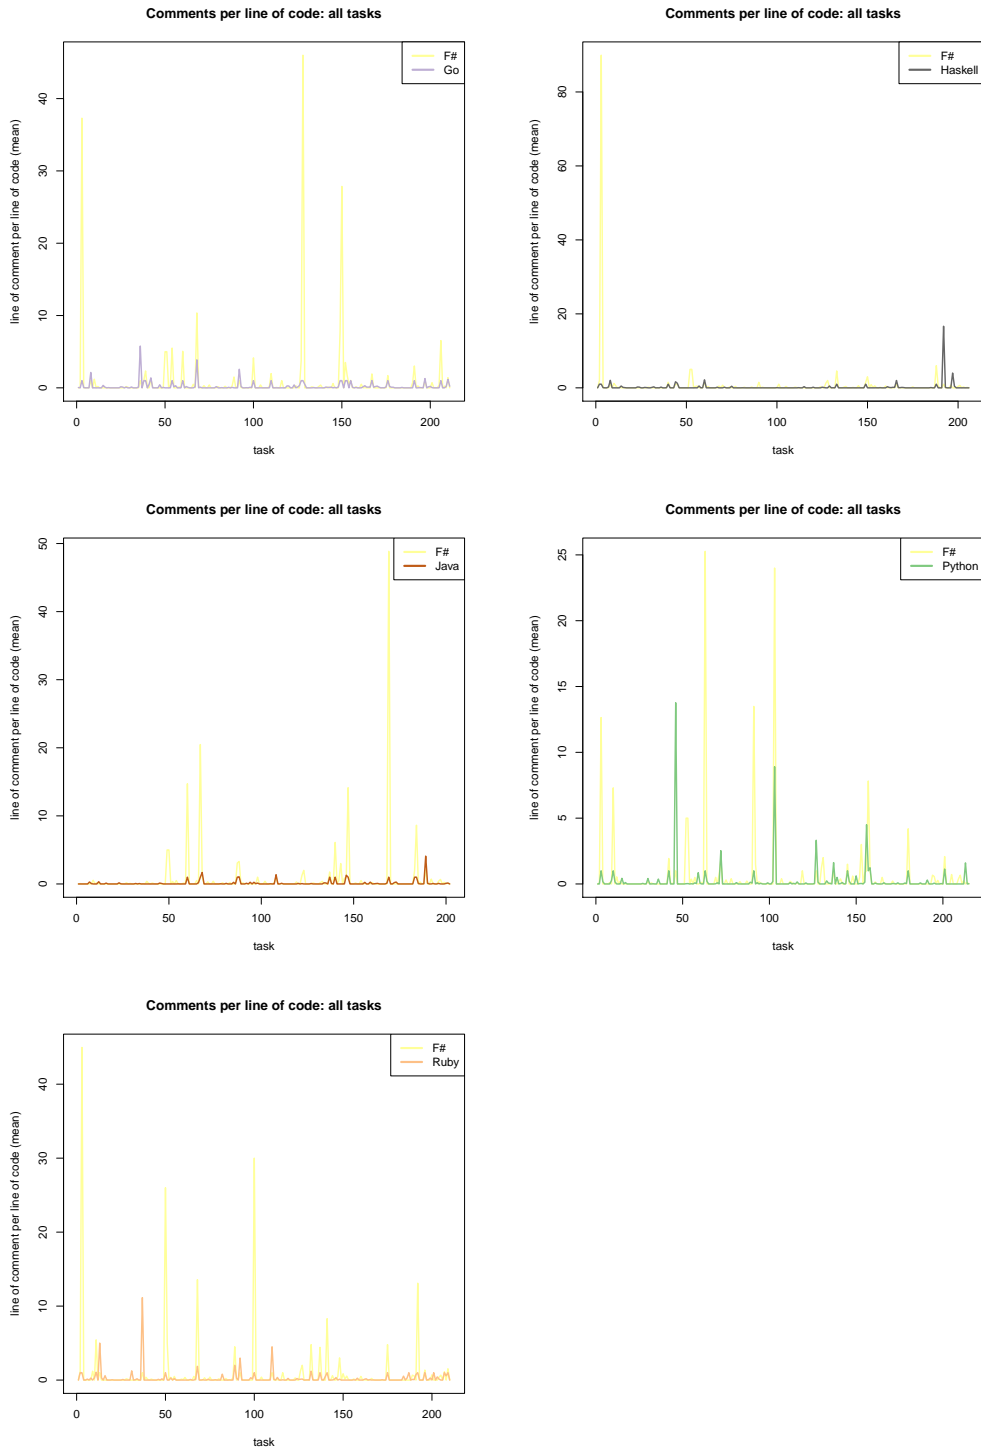 Comments per line of code: all tasks
F#
Go
line of comment per line of code (mean)
0 10 20 30 40
0 50 100 150 200
task
Comments per line of code: all tasks
F#
Haskell
line of comment per line of code (mean)
0 20 40 60 80
0 50 100 150 200
task
Comments per line of code: all tasks
F#
Java
line of comment per line of code (mean)
0 10 20 30 40 50
0 50 100 150 200
task
Comments per line of code: all tasks
F#
Python
line of comment per line of code (mean)
0 5 10 15 20 25
0 50 100 150 200
task
Comments per line of code: all tasks
F#
Ruby
line of comment per line of code (mean)
0 10 20 30 40
0 50 100 150 200
task